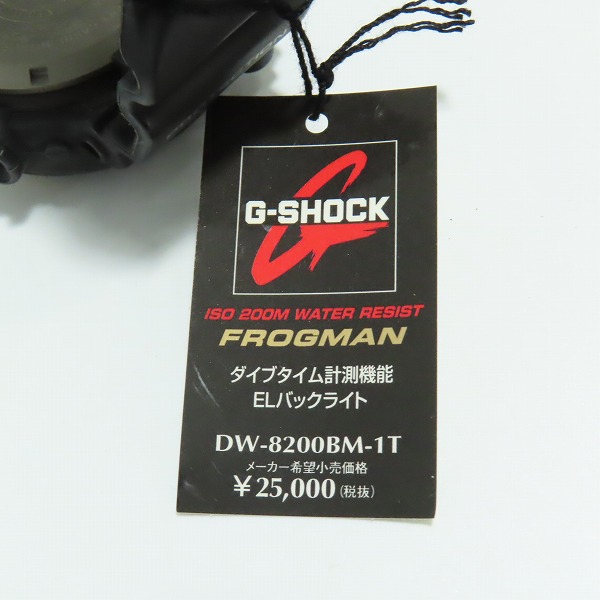 G-SHOCK
ISO 200M WATER RESIST
FROGMAN
ダイブタイム計測機能
ELバックライト
DW-8200BM-1T
メーカー希望小売価格
￥25,000(税抜)